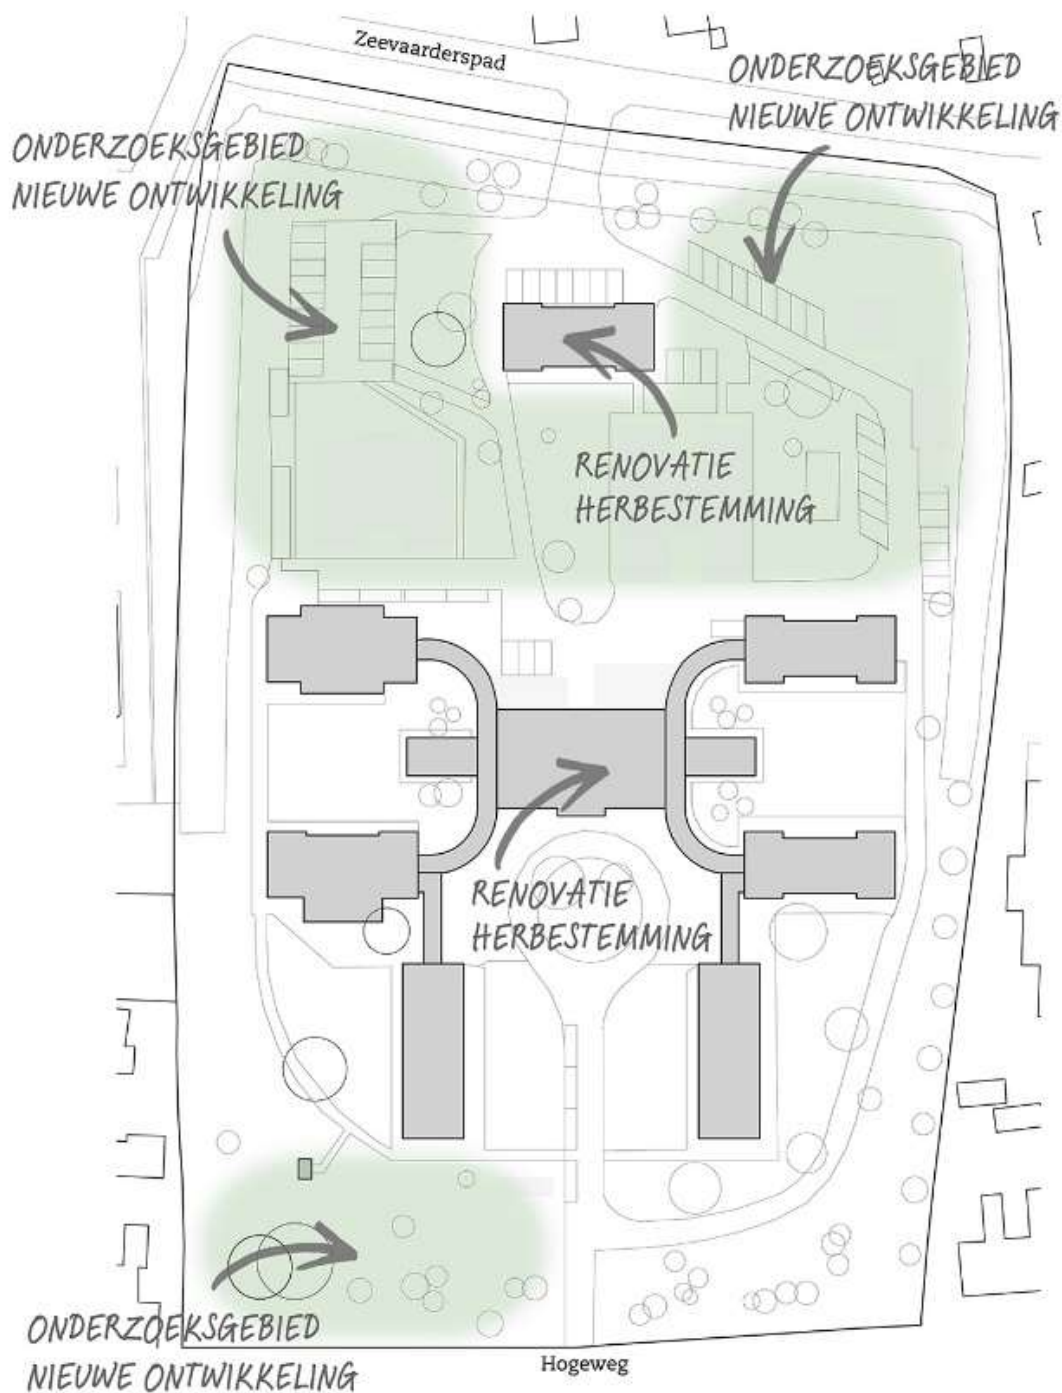 Zeevaarderspad
ONDERZOEKSGEBIED
NIEUWE ONTWIKKELING
ONDERZOEKSGEBIED
NIEUWE ONTWIKKELING
RENOVATIE
HERBESTEMMING
RENOVATIE
HERBESTEMMING
ONDERZOEKSGEBIED
NIEUWE ONTWIKKELING
Hogeweg